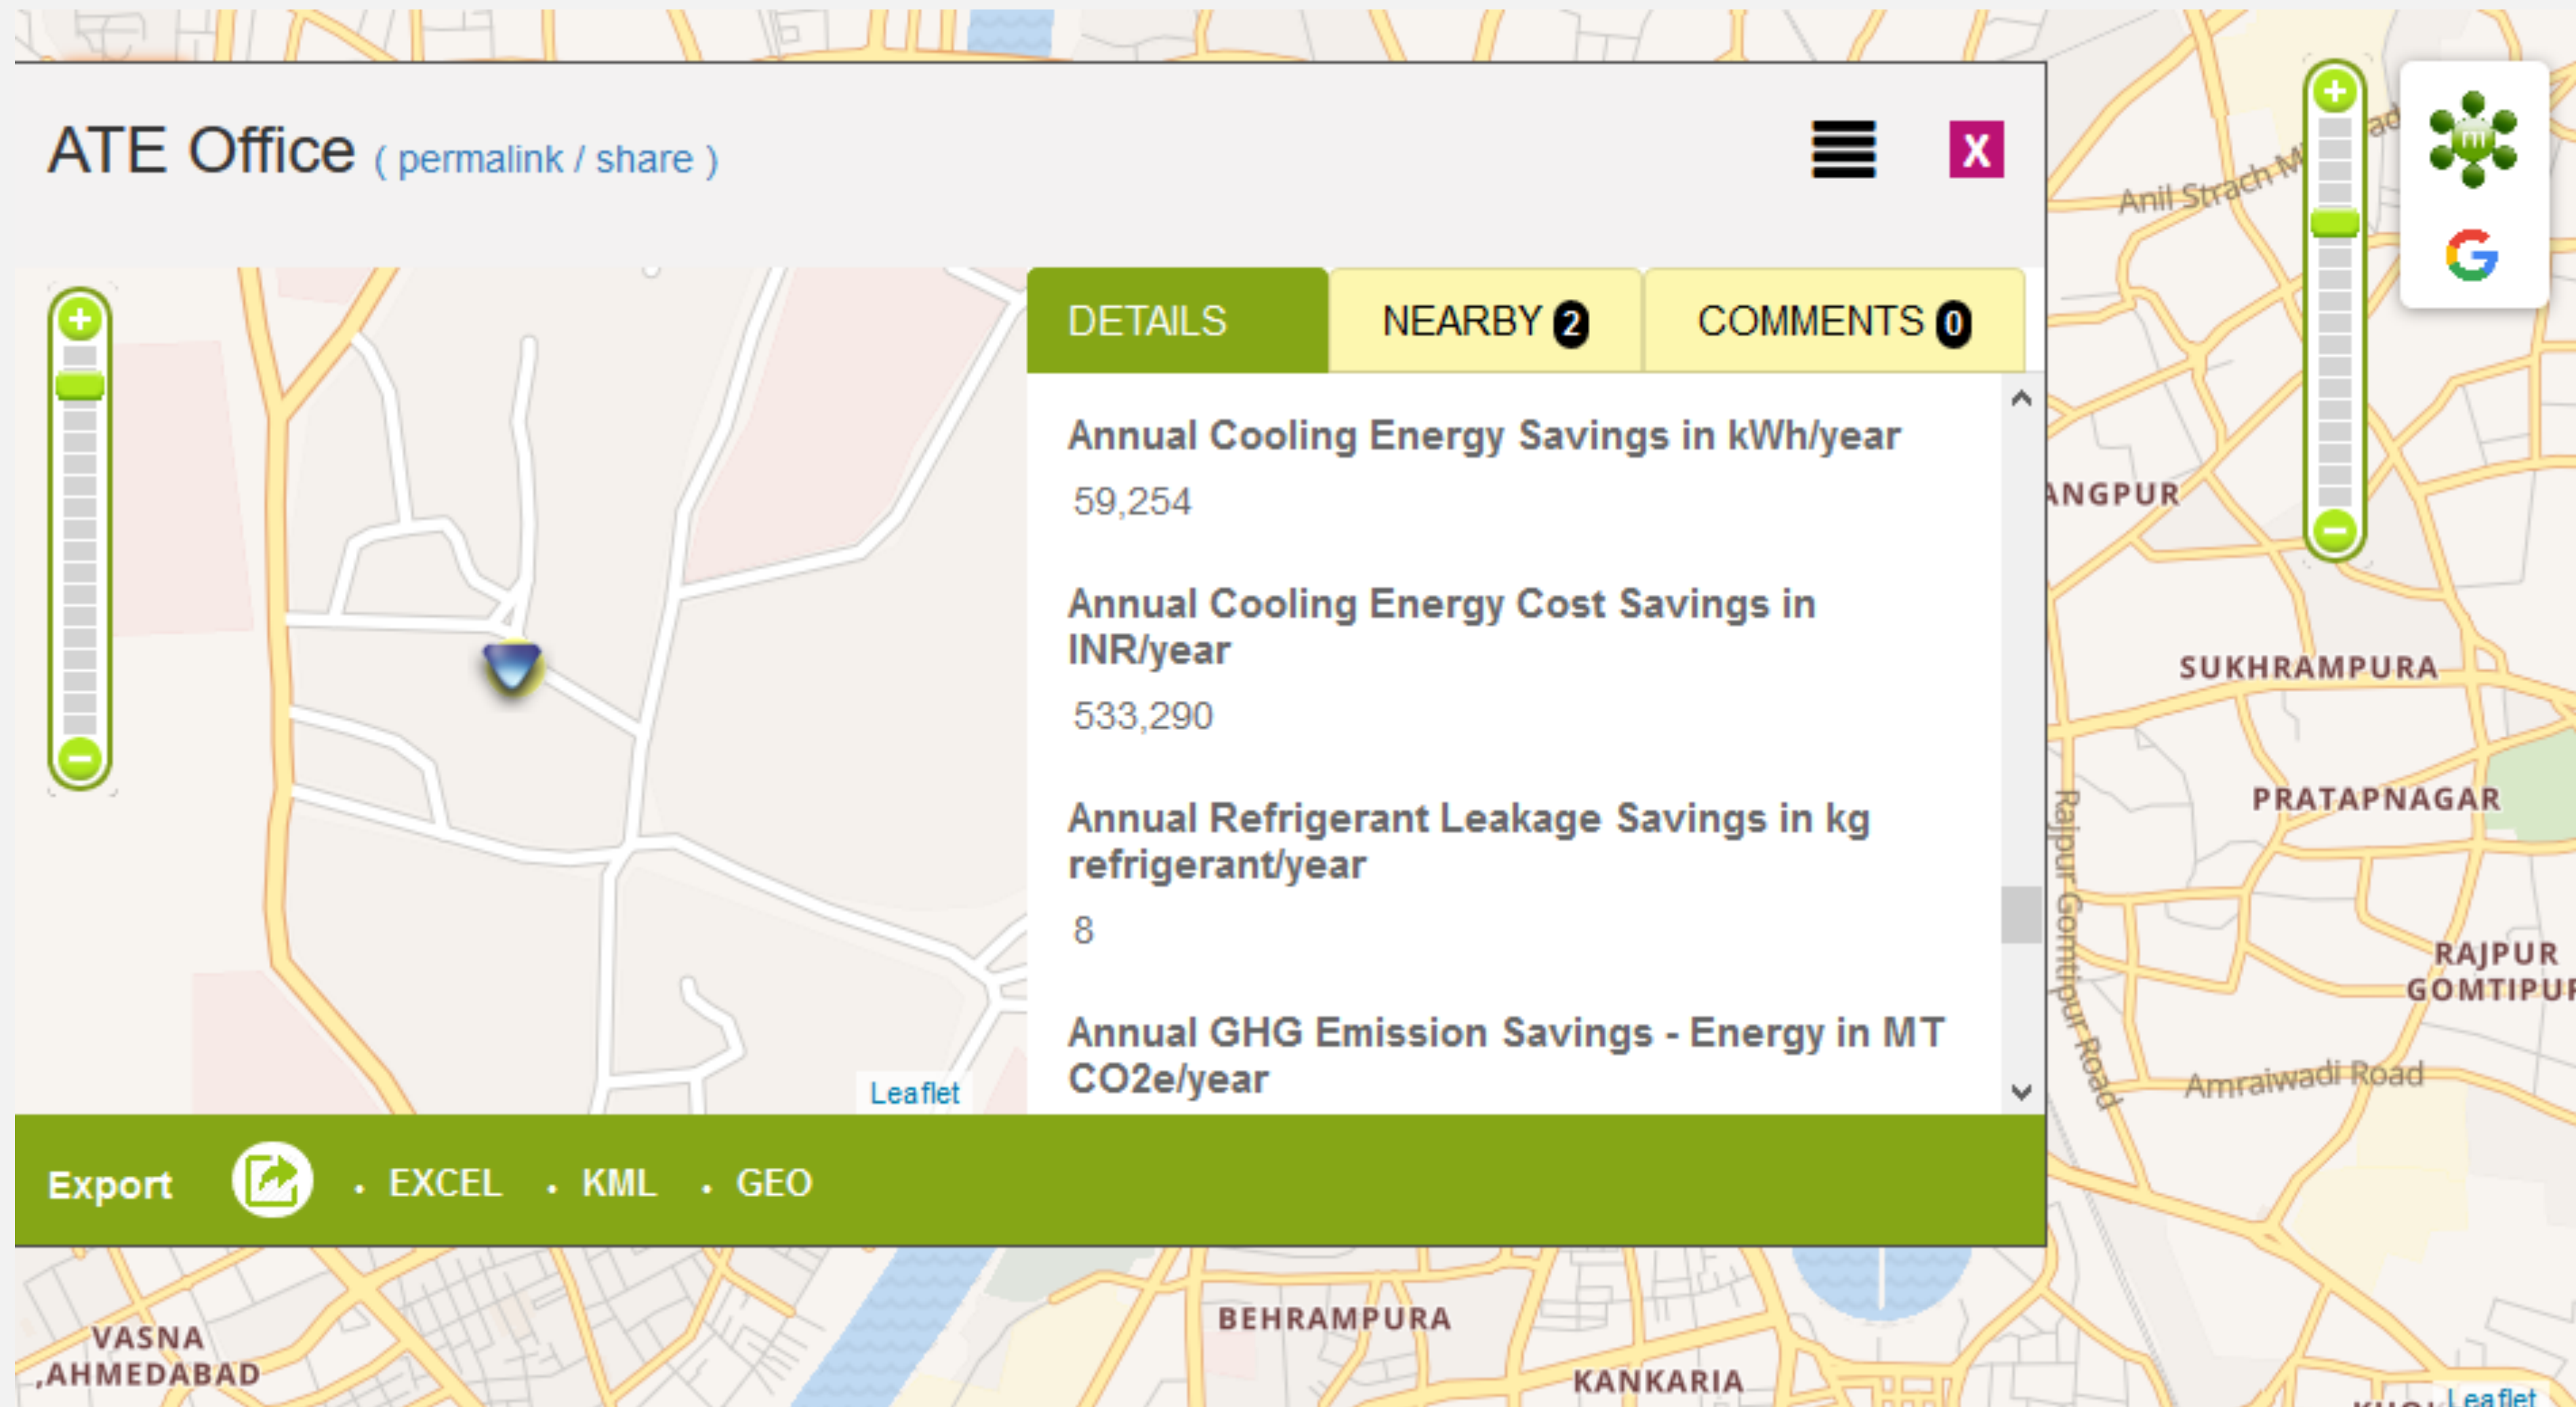 ATE Office ( permalink / share )
X
DETAILS
NEARBY 2
COMMENTS 0
Annual Cooling Energy Savings in kWh/year
59,254
Annual Cooling Energy Cost Savings in
INR/year
533,290
Annual Refrigerant Leakage Savings in kg
refrigerant/year
8
Annual GHG Emission Savings - Energy in MT
CO2e/year
Leaflet
Export . EXCEL . KML . GEO
Anil Strach
ANGPUR
SUKHRAMPURA
PRATAPNAGAR
Rajpur Gomtipur Road
RAJPUR
GOMTIPUR
Amraiwadi Road
VASNA
,AHMEDABAD
BEHRAMPURA
KANKARIA
Leaflet